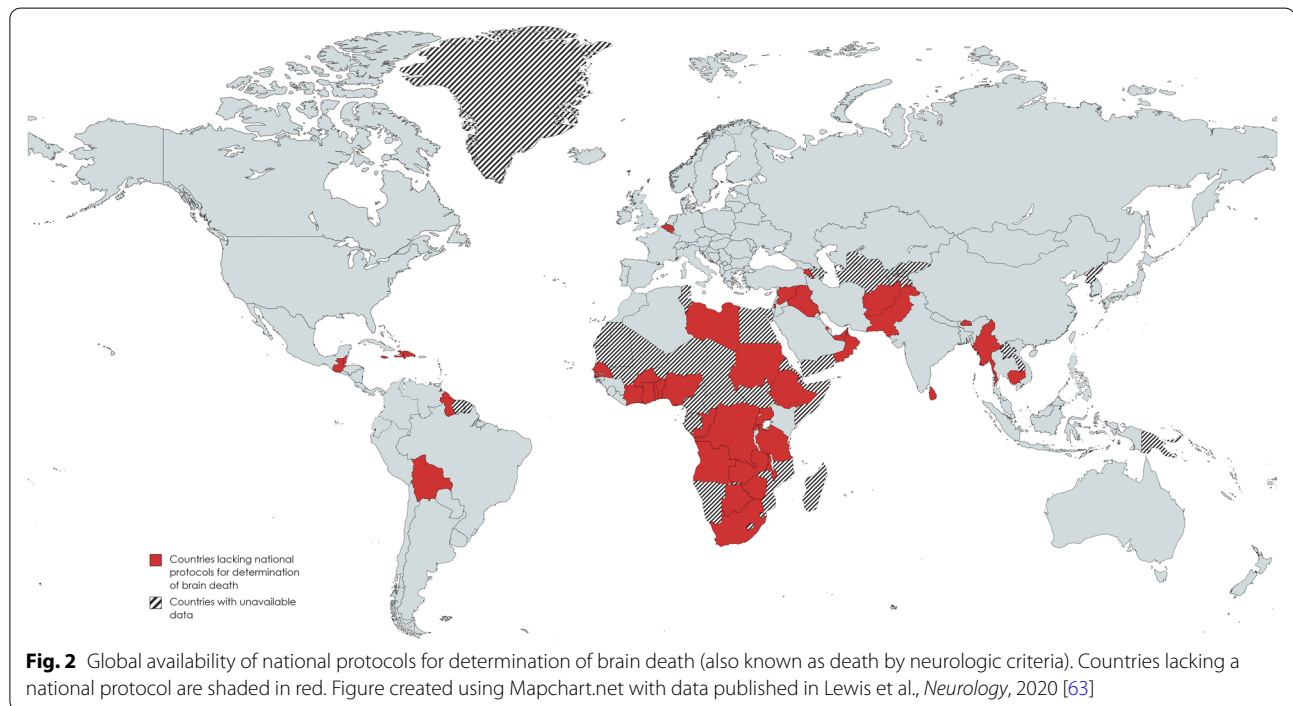 Countries lacking national
protocols for determination
of brain death
Countries with unavailable
data
Fig. 2 Global availability of national protocols for determination of brain death (also known as death by neurologic criteria). Countries lacking a
national protocol are shaded in red. Figure created using Mapchart.net with data published in Lewis et al., Neurology, 2020 [63]